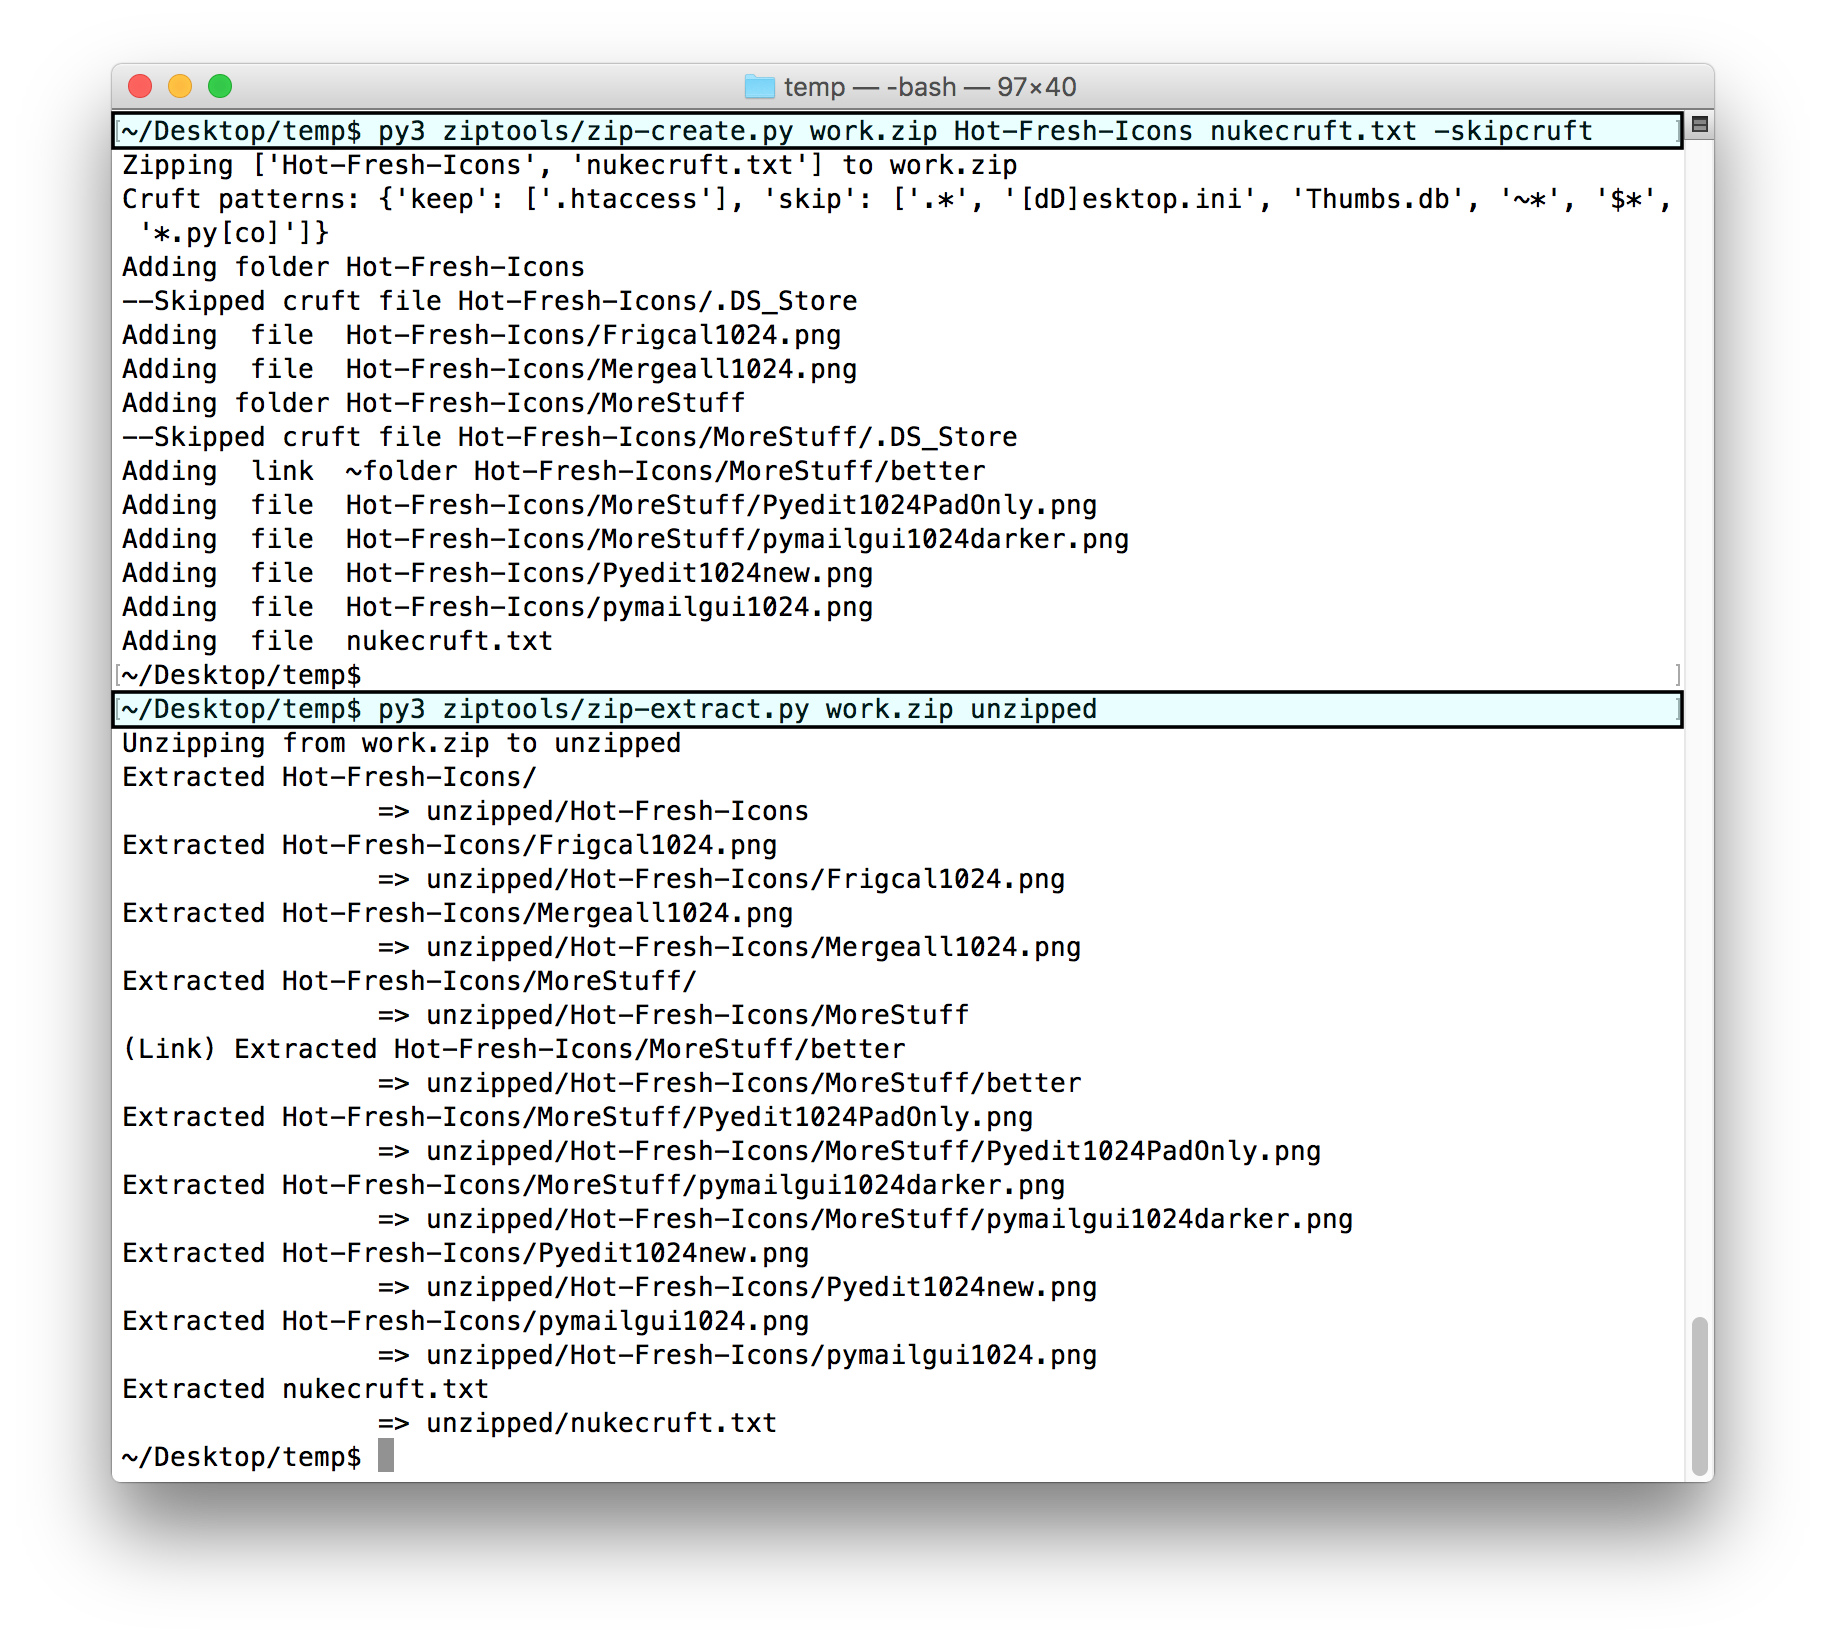 temp — -bash — 97×40
~/Desktop/temp$ py3 ziptools/zip-create.py work.zip Hot-Fresh-Icons nukecruft.txt -skipcruft
Zipping ['Hot-Fresh-Icons', 'nukecruft.txt'] to work.zip
Cruft patterns: {'keep': ['.htaccess'], 'skip': ['.*', '[dD]esktop.ini', 'Thumbs.db', '~*', '$*',
 '*.py[co]']}
Adding folder Hot-Fresh-Icons
--Skipped cruft file Hot-Fresh-Icons/.DS_Store
Adding  file  Hot-Fresh-Icons/Frigcal1024.png
Adding  file  Hot-Fresh-Icons/Mergeall1024.png
Adding folder Hot-Fresh-Icons/MoreStuff
--Skipped cruft file Hot-Fresh-Icons/MoreStuff/.DS_Store
Adding  link  ~folder Hot-Fresh-Icons/MoreStuff/better
Adding  file  Hot-Fresh-Icons/MoreStuff/Pyedit1024PadOnly.png
Adding  file  Hot-Fresh-Icons/MoreStuff/pymailgui1024darker.png
Adding  file  Hot-Fresh-Icons/Pyedit1024new.png
Adding  file  Hot-Fresh-Icons/pymailgui1024.png
Adding  file  nukecruft.txt
~/Desktop/temp$
~/Desktop/temp$ py3 ziptools/zip-extract.py work.zip unzipped
Unzipping from work.zip to unzipped
Extracted Hot-Fresh-Icons/
                => unzipped/Hot-Fresh-Icons
Extracted Hot-Fresh-Icons/Frigcal1024.png
                => unzipped/Hot-Fresh-Icons/Frigcal1024.png
Extracted Hot-Fresh-Icons/Mergeall1024.png
                => unzipped/Hot-Fresh-Icons/Mergeall1024.png
Extracted Hot-Fresh-Icons/MoreStuff/
                => unzipped/Hot-Fresh-Icons/MoreStuff
(Link) Extracted Hot-Fresh-Icons/MoreStuff/better
                => unzipped/Hot-Fresh-Icons/MoreStuff/better
Extracted Hot-Fresh-Icons/MoreStuff/Pyedit1024PadOnly.png
                => unzipped/Hot-Fresh-Icons/MoreStuff/Pyedit1024PadOnly.png
Extracted Hot-Fresh-Icons/MoreStuff/pymailgui1024darker.png
                => unzipped/Hot-Fresh-Icons/MoreStuff/pymailgui1024darker.png
Extracted Hot-Fresh-Icons/Pyedit1024new.png
                => unzipped/Hot-Fresh-Icons/Pyedit1024new.png
Extracted Hot-Fresh-Icons/pymailgui1024.png
                => unzipped/Hot-Fresh-Icons/pymailgui1024.png
Extracted nukecruft.txt
                => unzipped/nukecruft.txt
~/Desktop/temp$